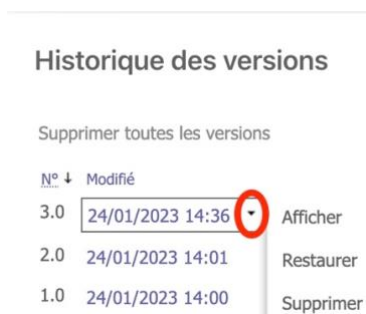 Historique des versions
Supprimer toutes les versions
Nº ↓ Modifié
3.0 24/01/2023 14:36 Afficher
2.0 24/01/2023 14:01 Restaurer
1.0 24/01/2023 14:00 Supprimer